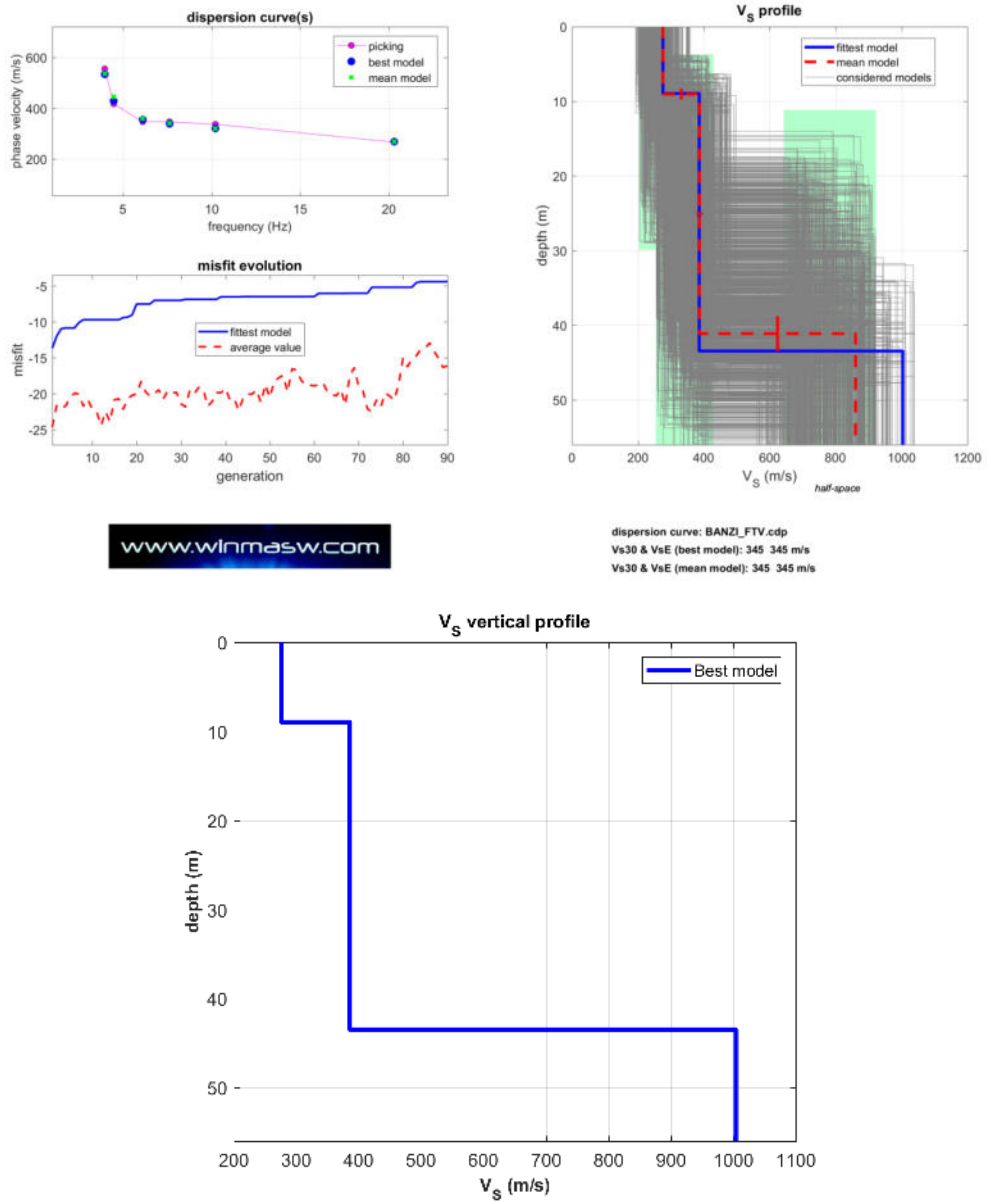 dispersion curve(s)
phase velocity (m/s)
600
400
200
picking
best model
mean model
5
10
15
20
frequency (Hz)
misfit evolution
misfit
-5
-10
-15
-20
-25
fittest model
average value
10
20
30
40
50
60
70
80
90
generation
www.winmasw.com
VS profile
depth (m)
0
10
20
30
40
50
fittest model
mean model
considered models
0
200
400
600
800
1000
1200
VS (m/s)
half-space
dispersion curve: BANZI_FTV.cdp
Vs30 & VsE (best model): 345 345 m/s
Vs30 & VsE (mean model): 345 345 m/s
VS vertical profile
depth (m)
0
10
20
30
40
50
Best model
200
300
400
500
600
700
800
900
1000
1100
VS (m/s)